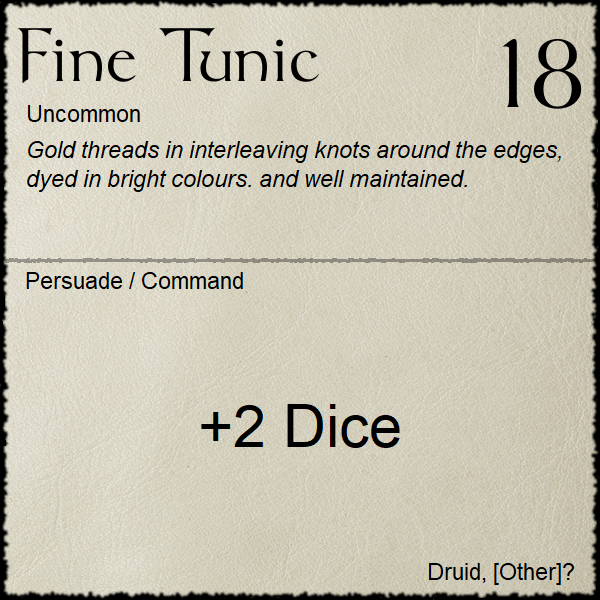 Fine Tunic
18
Uncommon
Gold threads in interleaving knots around the edges,
dyed in bright colours. and well maintained.
Persuade / Command
+2 Dice
Druid, [Other]?